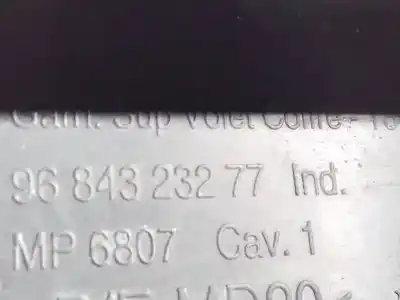 Garn. Sup Volet Coffre
96 843 232 77 Ind.
MP 6807 Cav. 1